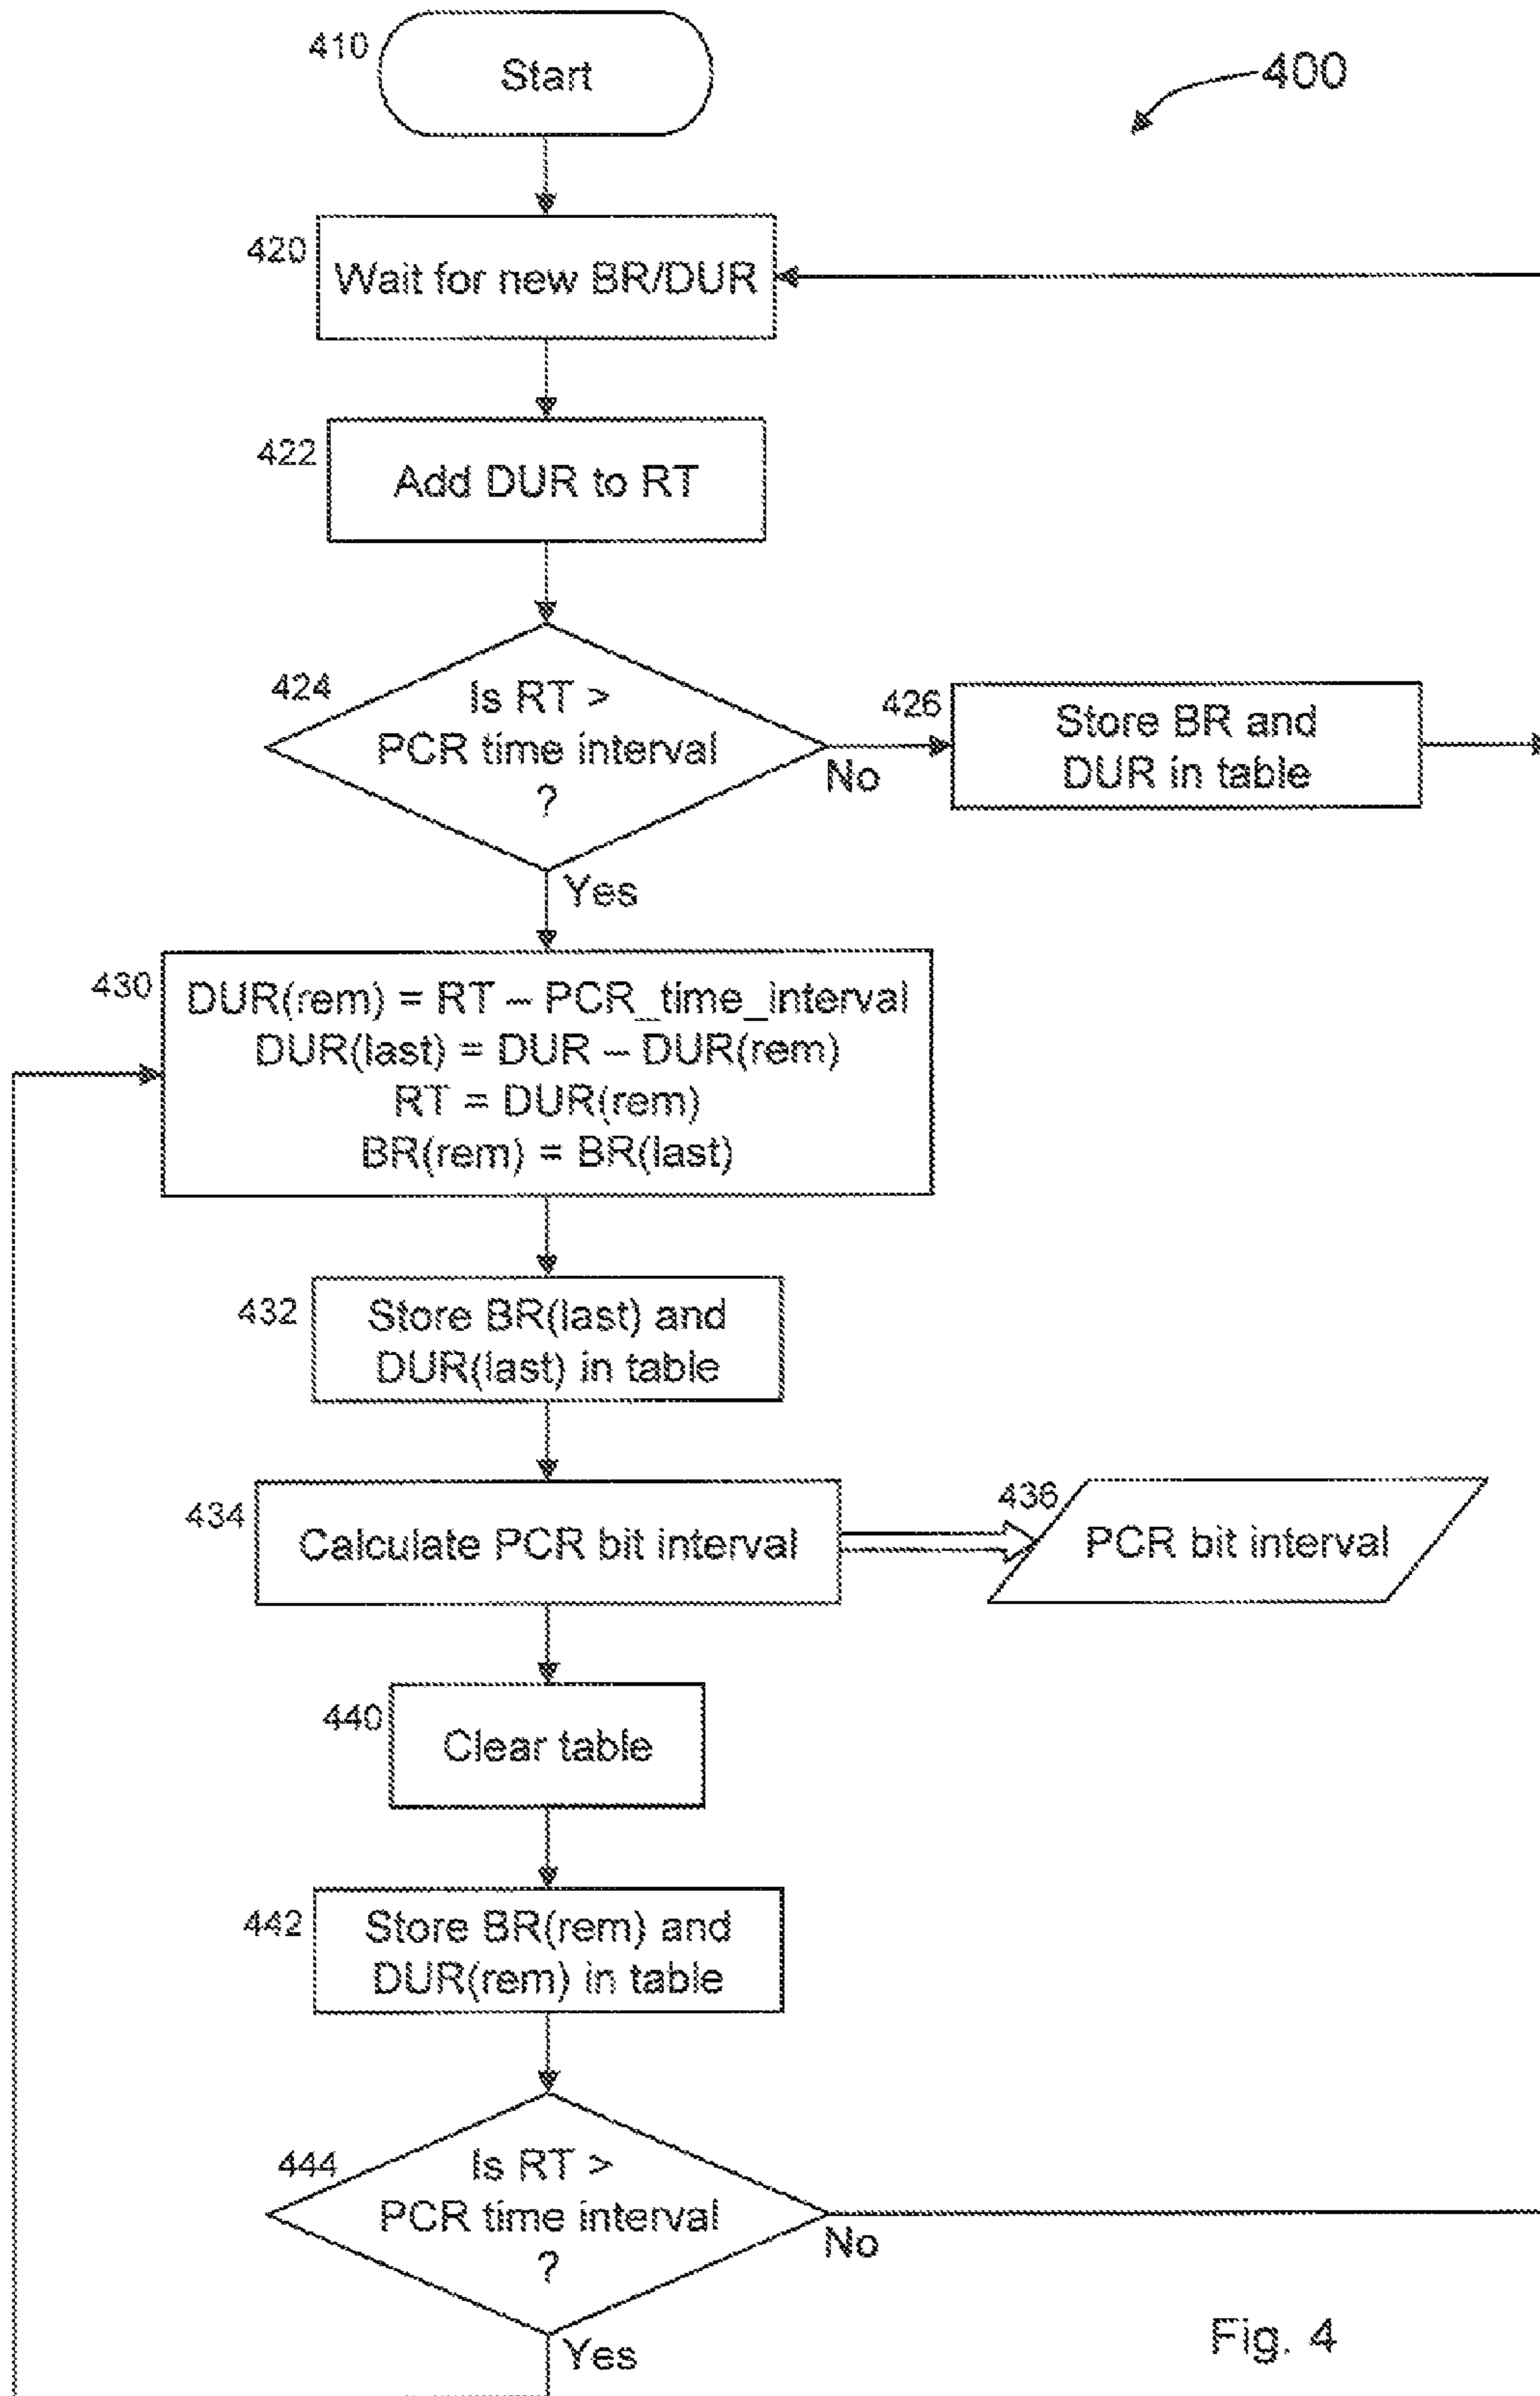 410
Start
400
420
Wait for new BR/DUR
422
Add DUR to RT
424
Is RT >
PCR time interval
?
No
426
Store BR and
DUR in table
Yes
430
DUR(rem) = RT – PCR_time_interval
DUR(last) = DUR – DUR(rem)
RT = DUR(rem)
BR(rem) = BR(last)
432
Store BR(last) and
DUR(last) in table
434
Calculate PCR bit interval
436
PCR bit interval
440
Clear table
442
Store BR(rem) and
DUR(rem) in table
444
Is RT >
PCR time interval
?
No
Yes
Fig. 4